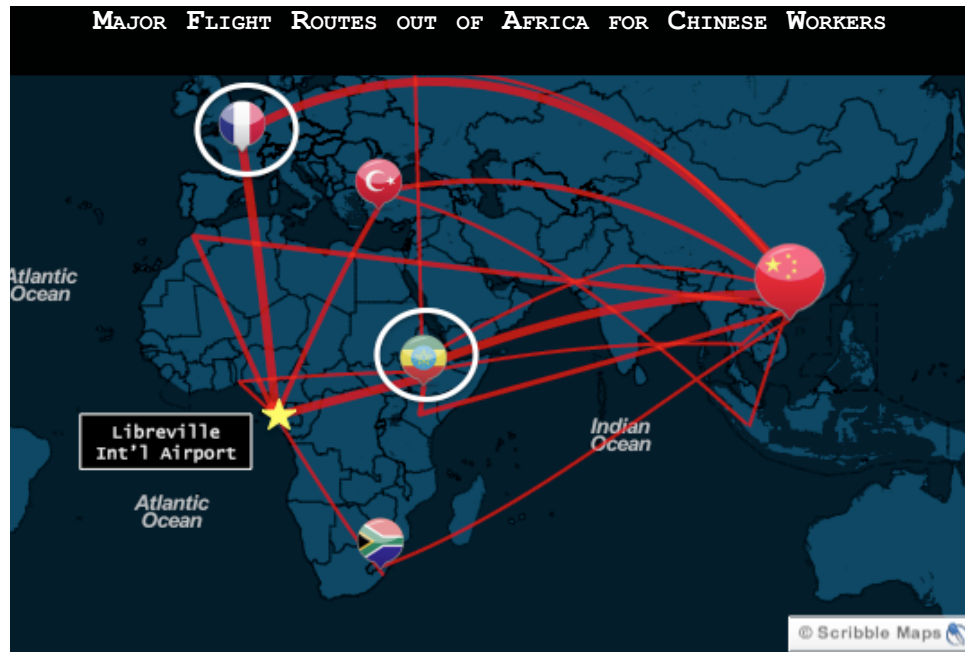 Major Flight Routes out of Africa for Chinese Workers
Atlantic
Ocean
Libreville
Int'l Airport
Indian
Ocean
Atlantic
Ocean
© Scribble Maps